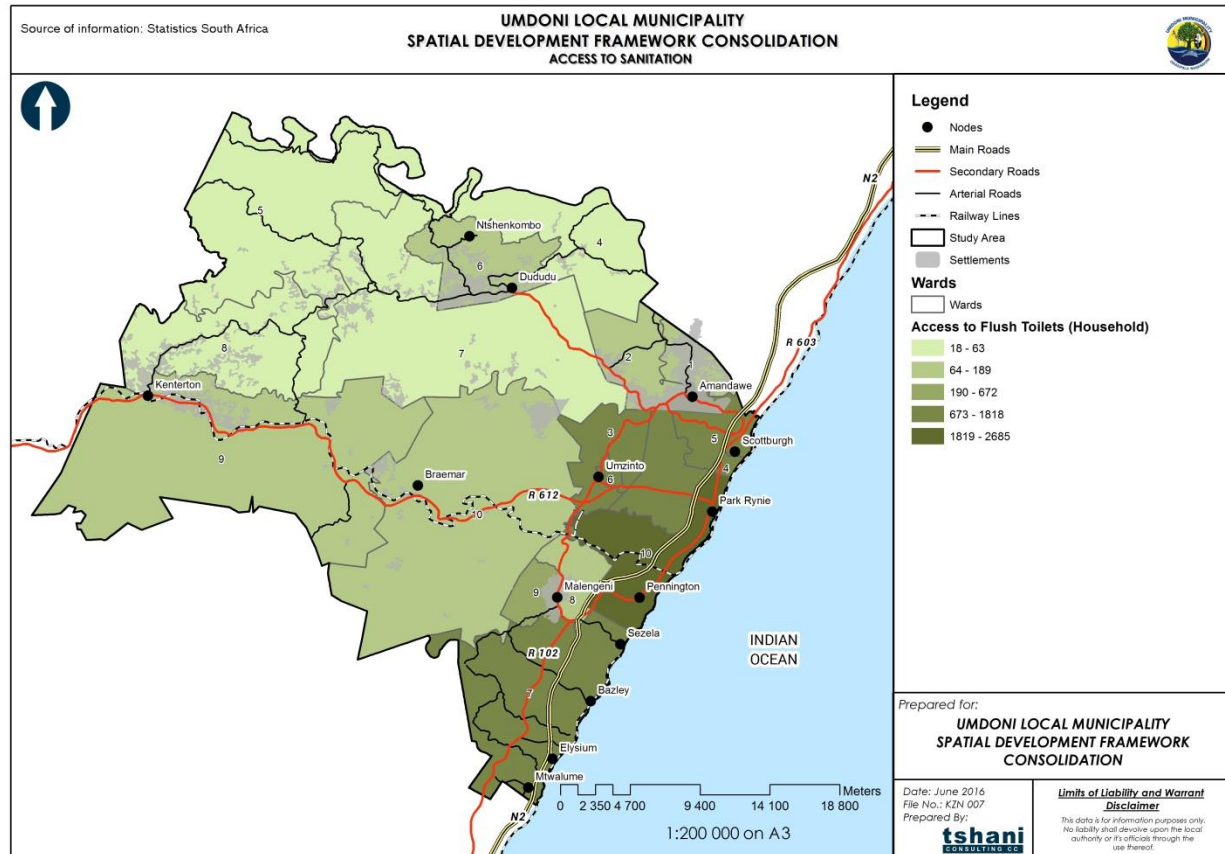 Source of information: Statistics South Africa
UMDONI LOCAL MUNICIPALITY
SPATIAL DEVELOPMENT FRAMEWORK CONSOLIDATION
ACCESS TO SANITATION
N2
5
Ntshenkombo
4
6
Dududu
R 603
8
7
2
1
Kenterton
Amandawe
3
5
Scottburgh
9
4
Umzinto
6
Braemar
R 612
Park Rynie
10
10
9
Malengeni
8
Pennington
Sezela
INDIAN
OCEAN
R 102
7
Bazley
Elysium
Mtwalume
N2
Meters
0 2 350 4 700 9 400 14 100 18 800
1:200 000 on A3
Legend
Nodes
Main Roads
Secondary Roads
Arterial Roads
Railway Lines
Study Area
Settlements
Wards
Wards
Access to Flush Toilets (Household)
18 - 63
64 - 189
190 - 672
673 - 1818
1819 - 2685
Prepared for:
UMDONI LOCAL MUNICIPALITY
SPATIAL DEVELOPMENT FRAMEWORK
CONSOLIDATION
Date: June 2016
File No.: KZN 007
Prepared By:
tshani
CONSULTING CC
Limits of Liability and Warrant
Disclaimer
This data is for information purposes only.
No liability shall devolve upon the local
authority or it's officials through the
use thereof.